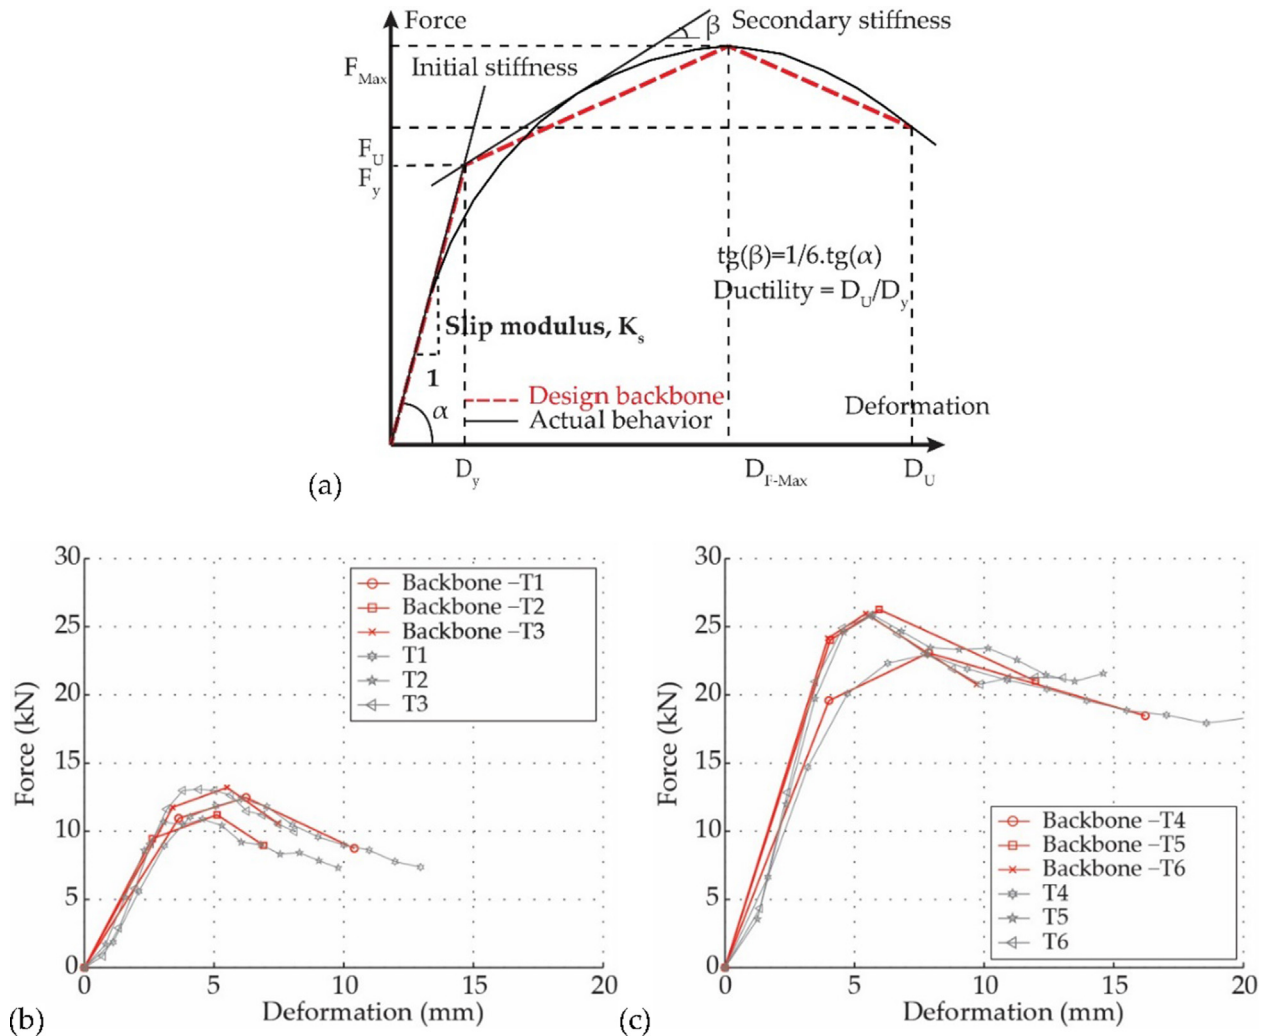 Force
Secondary stiffness
β
F_Max
Initial stiffness
F_U
F_y
tg(β)=1/6.tg(α)
Ductility = D_U/D_y
Slip modulus, K_s
1
α
Design backbone
Actual behavior
Deformation
D_y
D_F-Max
D_U
(a)
30
25
20
15
10
5
0
Force (kN)
Backbone –T1
Backbone –T2
Backbone –T3
T1
T2
T3
0
5
10
15
20
Deformation (mm)
(b)
30
25
20
15
10
5
0
Force (kN)
Backbone –T4
Backbone –T5
Backbone –T6
T4
T5
T6
0
5
10
15
20
Deformation (mm)
(c)